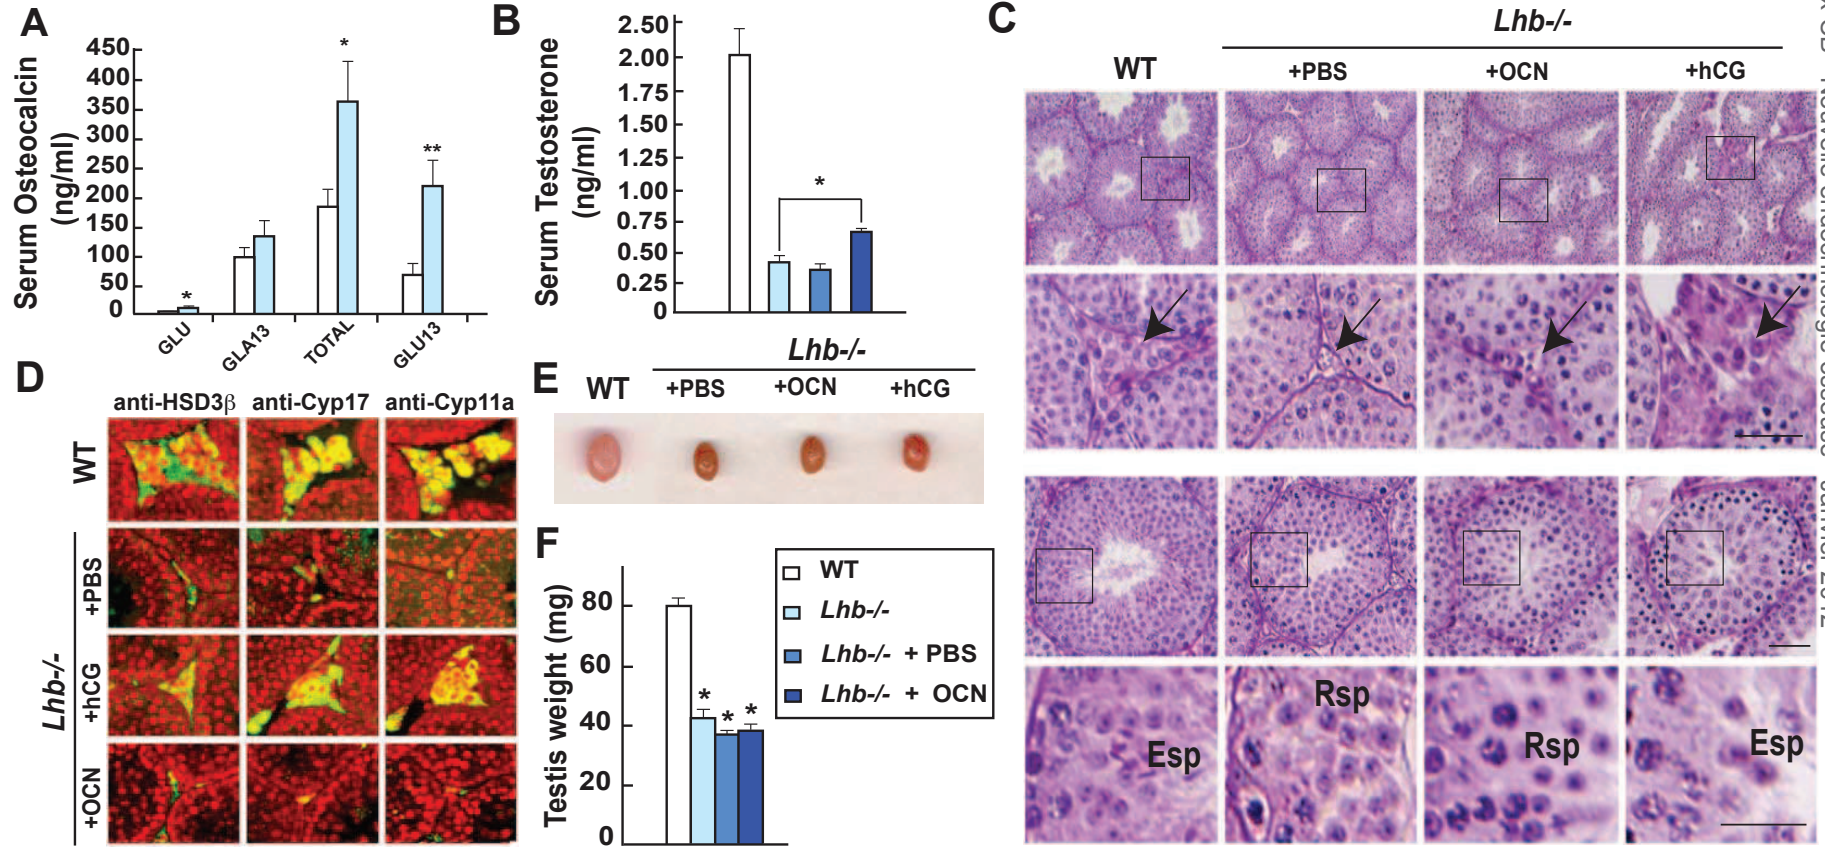 A
Serum Osteocalcin
(ng/ml)
450
400
350
300
250
200
150
100
50
0
*
*
**
GLU
GLA13
TOTAL
GLU13
B
Serum Testosterone
(ng/ml)
2.50
2.00
1.75
1.50
1.25
1.00
0.75
0.50
0.25
0
*
C
Lhb-/-
WT
+PBS
+OCN
+hCG
Esp
Rsp
Rsp
Esp
D
anti-HSD3β anti-Cyp17 anti-Cyp11a
WT
Lhb-/-
+PBS
+hCG
+OCN
E
Lhb-/-
WT
+PBS
+OCN
+hCG
F
Testis weight (mg)
80
60
40
20
0
* * *
WT
Lhb-/-
Lhb-/- + PBS
Lhb-/- + OCN